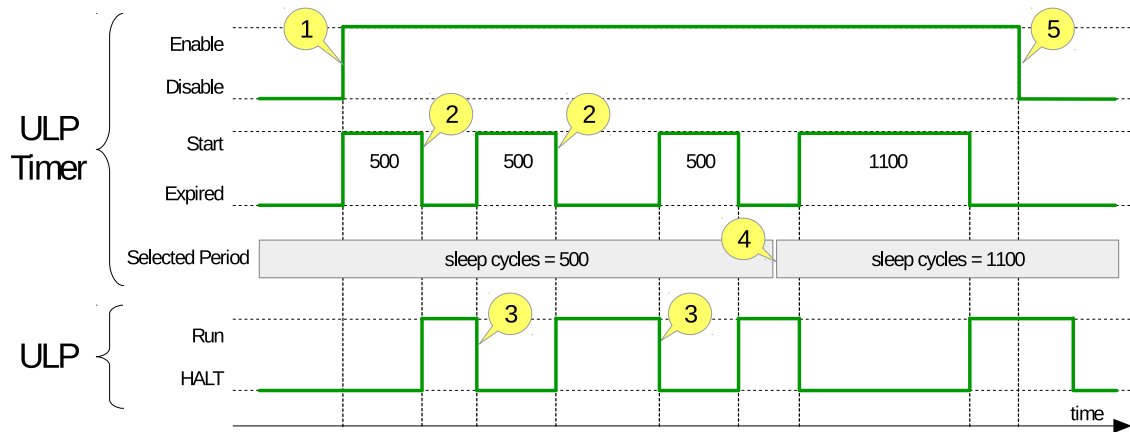 1
5
Enable
Disable
2
2
ULP
Timer
Start
500
500
500
1100
Expired
4
Selected Period
sleep cycles = 500
sleep cycles = 1100
3
3
Run
ULP
HALT
time